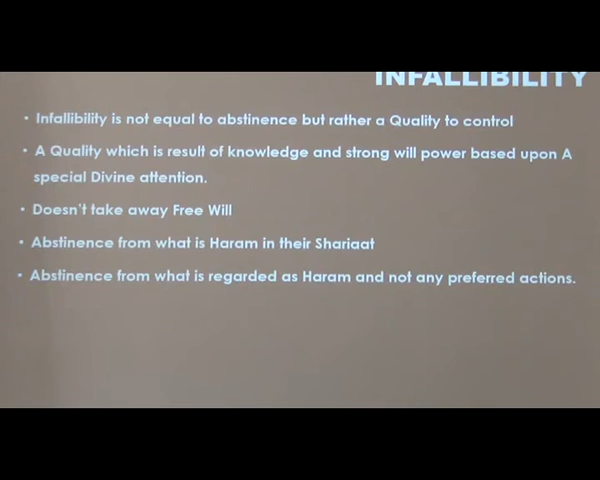 INFALLIBILITY
• Infallibility is not equal to abstinence but rather a Quality to control
• A Quality which is result of knowledge and strong will power based upon A
special Divine attention.
• Doesn't take away Free Will
• Abstinence from what is Haram in their Shariaat
• Abstinence from what is regarded as Haram and not any preferred actions.